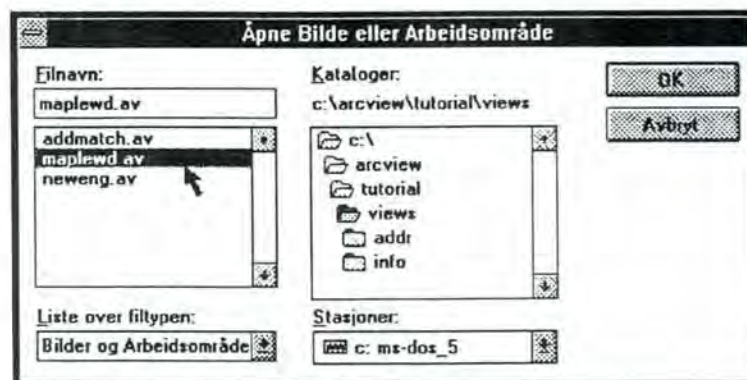 Åpne Bilde eller Arbeidsområde
Filnavn:
maplewd.av
addmatch.av
maplewd.av
neweng.av
Liste over filtypen:
Bilder og Arbeidsområde
Kataloger:
c:\arcview\tutorial\views
c:\
arcview
tutorial
views
addr
info
Stasjoner:
c: ms-dos_5
OK
Avbryt